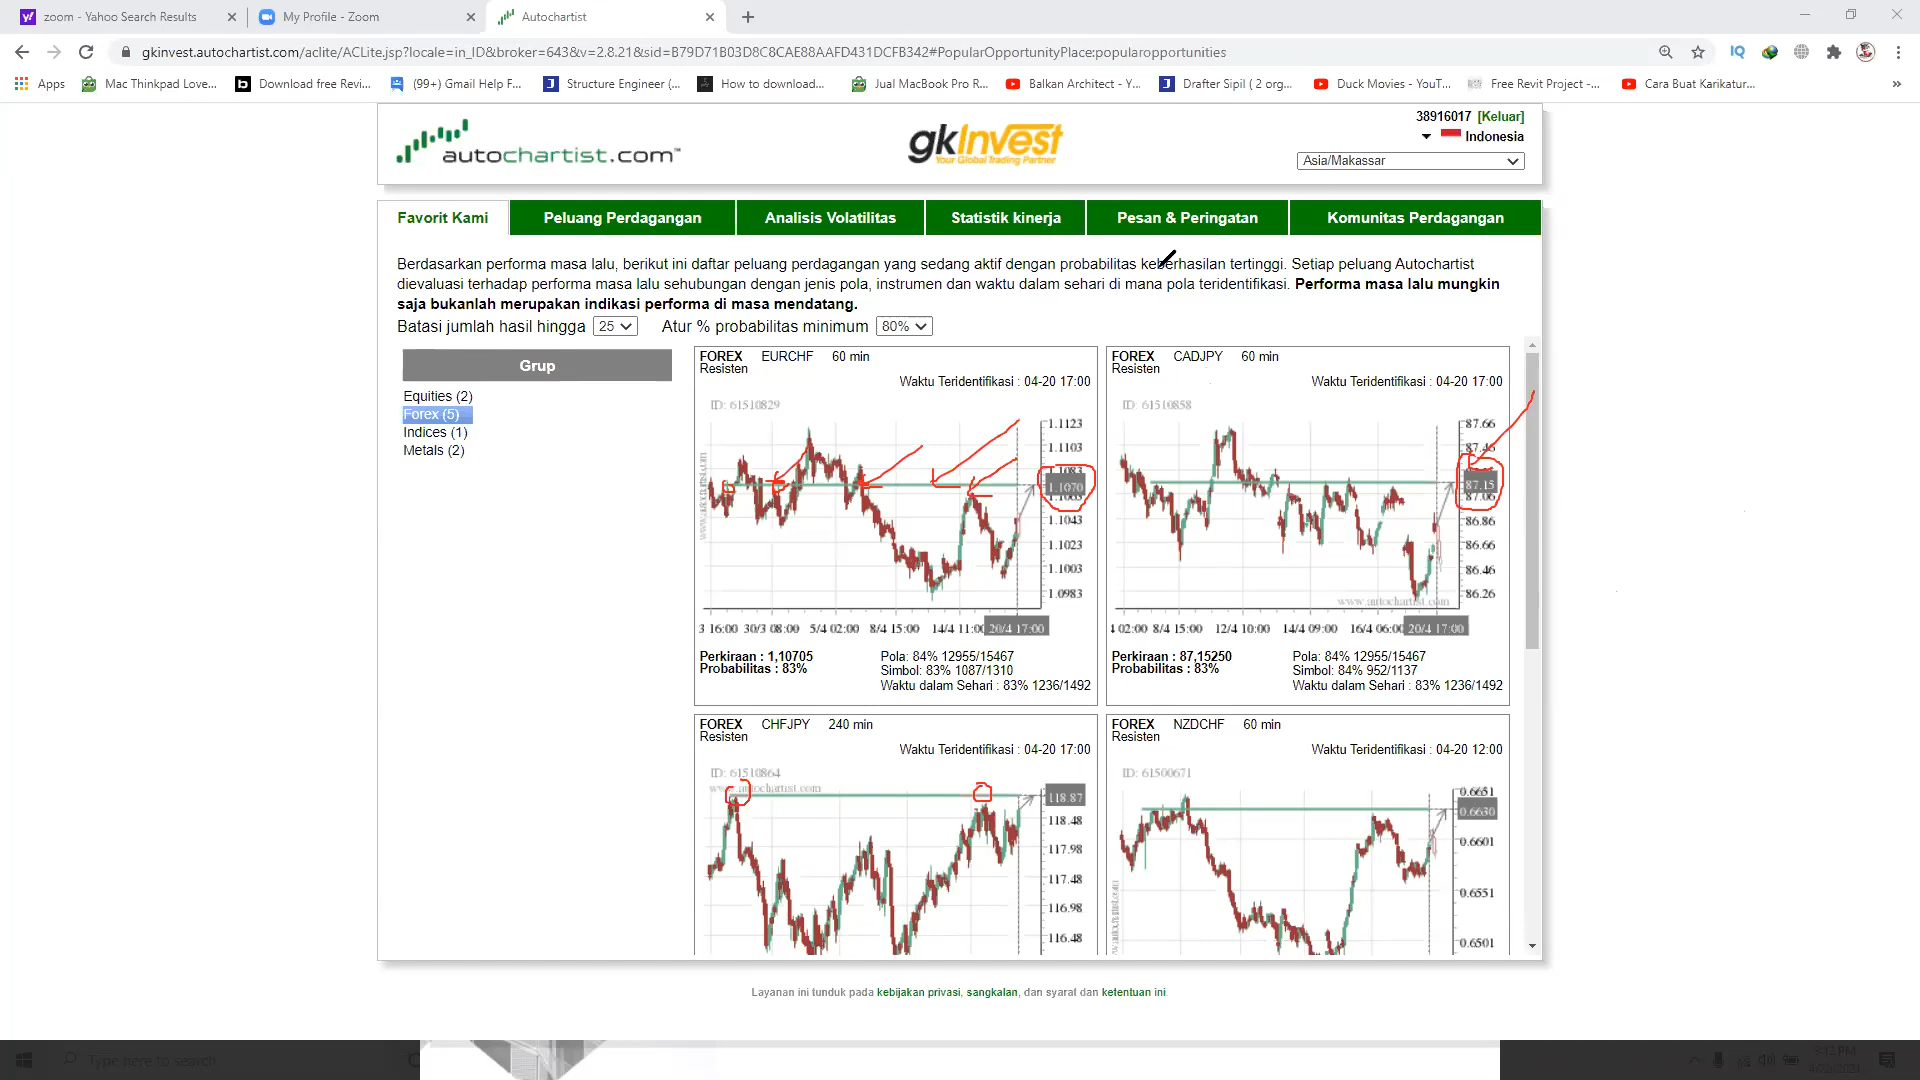 zoom - Yahoo Search Results
My Profile - Zoom
Autochartist
gkinvest.autochartist.com/aclite/ACLite.jsp?locale=in_ID&broker=643&v=2.8.21&sid=B79D71B03D8C8CAE88AAFD431DCFB342#PopularOpportunityPlace:popularopportunities
Apps
Mac Thinkpad Love...
Download free Revi...
(99+) Gmail Help F...
Structure Engineer (...
How to download...
Jual MacBook Pro R...
Balkan Architect - Y...
Drafter Sipil ( 2 org...
Duck Movies - YouT...
Free Revit Project -...
Cara Buat Karikatur...
autochartist.com™
gkInvest
Your Global Trading Partner
38916017 [Keluar]
Indonesia
Asia/Makassar
Favorit Kami
Peluang Perdagangan
Analisis Volatilitas
Statistik kinerja
Pesan & Peringatan
Komunitas Perdagangan
Berdasarkan performa masa lalu, berikut ini daftar peluang perdagangan yang sedang aktif dengan probabilitas keberhasilan tertinggi. Setiap peluang Autochartist
dievaluasi terhadap performa masa lalu sehubungan dengan jenis pola, instrumen dan waktu dalam sehari di mana pola teridentifikasi. Performa masa lalu mungkin
saja bukanlah merupakan indikasi performa di masa mendatang.
Batasi jumlah hasil hingga 25 Atur % probabilitas minimum 80%
Grup
Equities (2)
Forex (5)
Indices (1)
Metals (2)
FOREX EURCHF 60 min
Resisten
Waktu Teridentifikasi : 04-20 17:00
ID: 61510829
1.1123
1.1103
1.1083
1.1070
1.1063
1.1043
1.1023
1.1003
1.0983
3 16:00 30/3 08:00 5/4 02:00 8/4 15:00 14/4 11:00 20/4 17:00
Perkiraan : 1,10705
Probabilitas : 83%
Pola: 84% 12955/15467
Simbol: 83% 1087/1310
Waktu dalam Sehari : 83% 1236/1492
FOREX CADJPY 60 min
Resisten
Waktu Teridentifikasi : 04-20 17:00
ID: 61510858
87.66
87.46
87.15
87.06
86.86
86.66
86.46
86.26
www.autochartist.com
4 02:00 8/4 15:00 12/4 10:00 14/4 09:00 16/4 06:00 20/4 17:00
Perkiraan : 87,15250
Probabilitas : 83%
Pola: 84% 12955/15467
Simbol: 84% 952/1137
Waktu dalam Sehari : 83% 1236/1492
FOREX CHFJPY 240 min
Resisten
Waktu Teridentifikasi : 04-20 17:00
ID: 61510864
www.autochartist.com
118.87
118.48
117.98
117.48
116.98
116.48
FOREX NZDCHF 60 min
Resisten
Waktu Teridentifikasi : 04-20 12:00
ID: 61500671
0.6651
0.6630
0.6601
0.6551
0.6501
Layanan ini tunduk pada kebijakan privasi, sangkalan, dan syarat dan ketentuan ini.
Type here to search